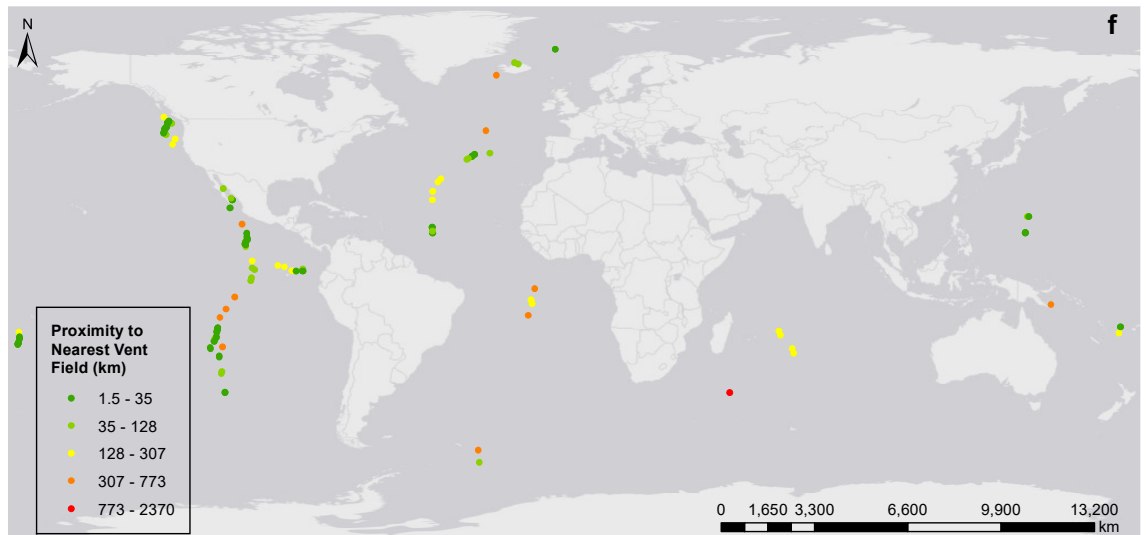 N
f
Proximity to
Nearest Vent
Field (km)
1.5 - 35
35 - 128
128 - 307
307 - 773
773 - 2370
0 1,650 3,300 6,600 9,900 13,200
km